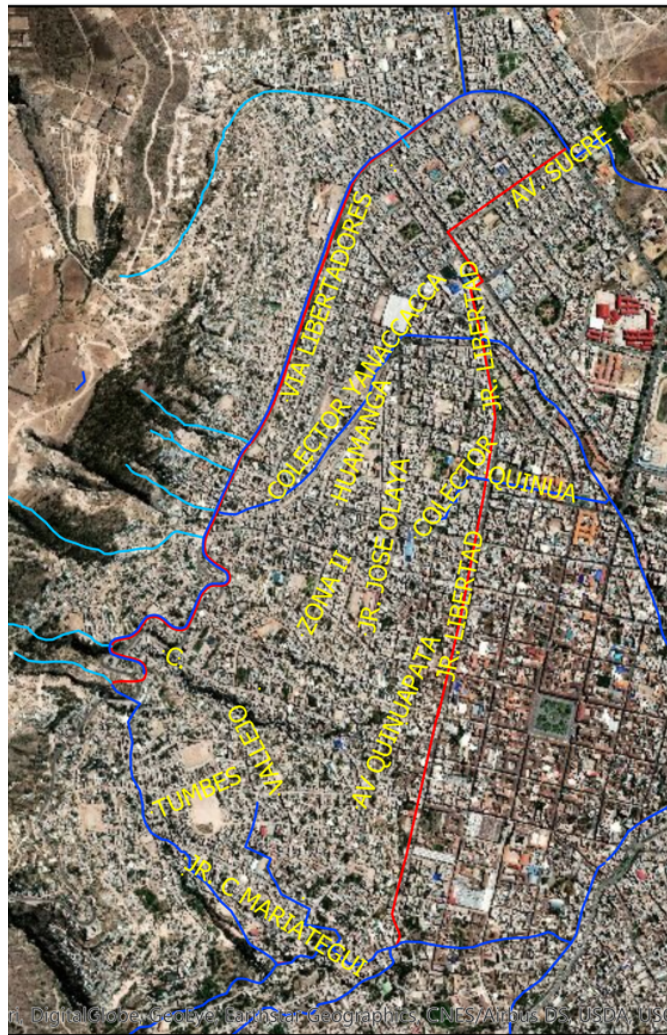 AV. SUCRE
VIA LIBERTADORES
COLECTOR YANACCACCA
HUAMANGA
JR. LIBERTAD
COLECTOR
QUINUA
JR. JOSE OLAYA
ZONA II
JR. LIBERTAD
C.
VALLEJO
AV QUINUAPATA
TUMBES
JR. C MARIATEGUI
DigitalGlobe, GeoEye, Earthstar Geographics, CNES/Airbus DS, USDA, US